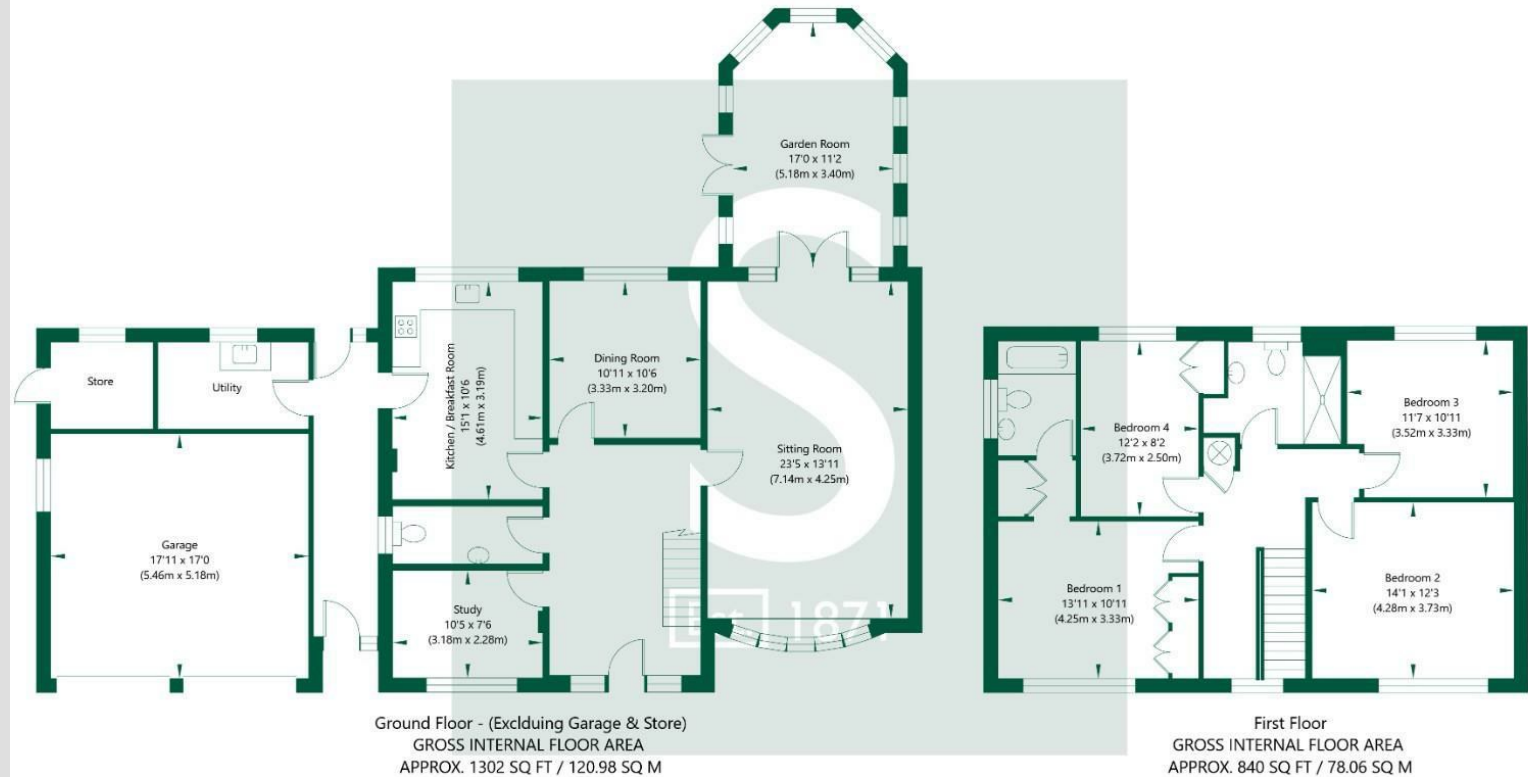 Garden Room
17'0 x 11'2
(5.18m x 3.40m)
Store
Utility
Kitchen / Breakfast Room
15'1 x 10'6
(4.61m x 3.19m)
Dining Room
10'11 x 10'6
(3.33m x 3.20m)
Sitting Room
23'5 x 13'11
(7.14m x 4.25m)
Garage
17'11 x 17'0
(5.46m x 5.18m)
Study
10'5 x 7'6
(3.18m x 2.28m)
S
Est. 1871
Bedroom 4
12'2 x 8'2
(3.72m x 2.50m)
Bedroom 3
11'7 x 10'11
(3.52m x 3.33m)
Bedroom 1
13'11 x 10'11
(4.25m x 3.33m)
Bedroom 2
14'1 x 12'3
(4.28m x 3.73m)
Ground Floor - (Exclduing Garage & Store)
GROSS INTERNAL FLOOR AREA
APPROX. 1302 SQ FT / 120.98 SQ M
First Floor
GROSS INTERNAL FLOOR AREA
APPROX. 840 SQ FT / 78.06 SQ M